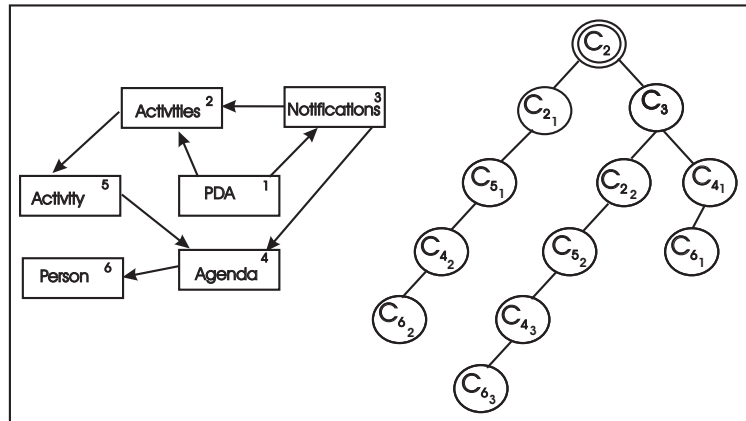 Activities 2
Notifications 3
Activity 5
PDA 1
Person 6
Agenda 4
C2
C21
C3
C51
C22
C41
C42
C52
C61
C62
C43
C63